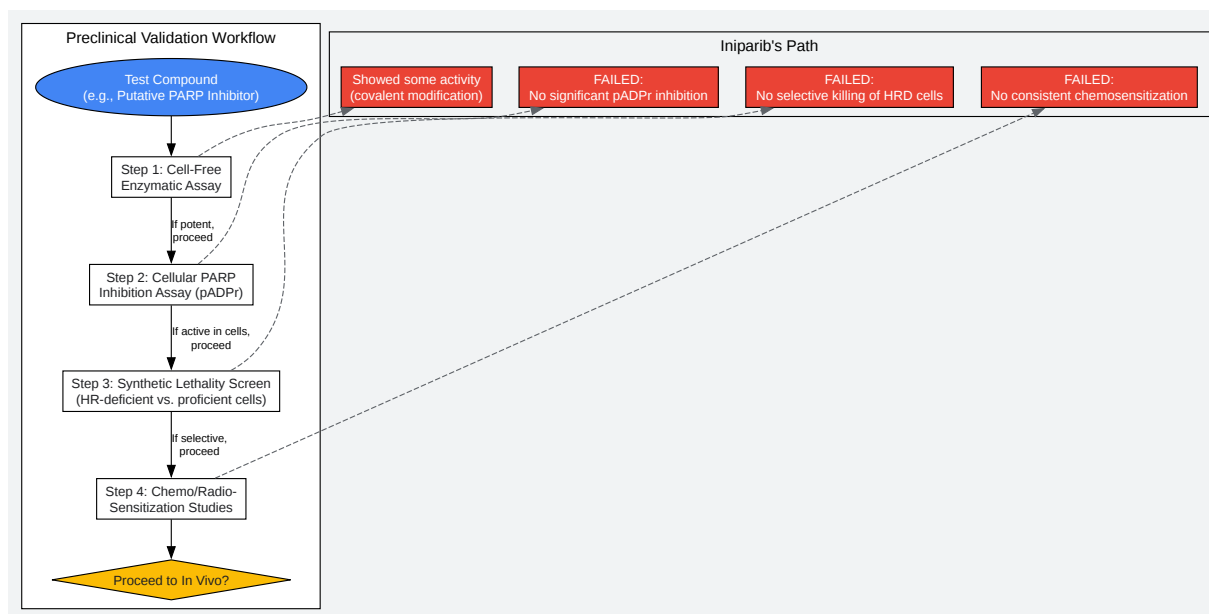 Preclinical Validation Workflow
Test Compound
(e.g., Putative PARP Inhibitor)
Step 1: Cell-Free
Enzymatic Assay
If potent,
proceed
Step 2: Cellular PARP
Inhibition Assay (pADPr)
If active in cells,
proceed
Step 3: Synthetic Lethality Screen
(HR-deficient vs. proficient cells)
If selective,
proceed
Step 4: Chemo/Radio-
Sensitization Studies
Proceed to In Vivo?
Iniparib's Path
Showed some activity
(covalent modification)
FAILED:
No significant pADPr inhibition
FAILED:
No selective killing of HRD cells
FAILED:
No consistent chemosensitization